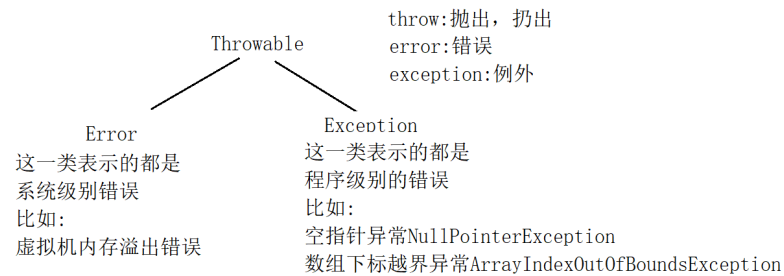 throw:抛出，扔出
Throwable
error:错误
exception:例外
Error
这一类表示的都是
系统级别错误
比如:
虚拟机内存溢出错误
Exception
这一类表示的都是
程序级别的错误
比如:
空指针异常NullPointerException
数组下标越界异常ArrayIndexOutOfBoundsException